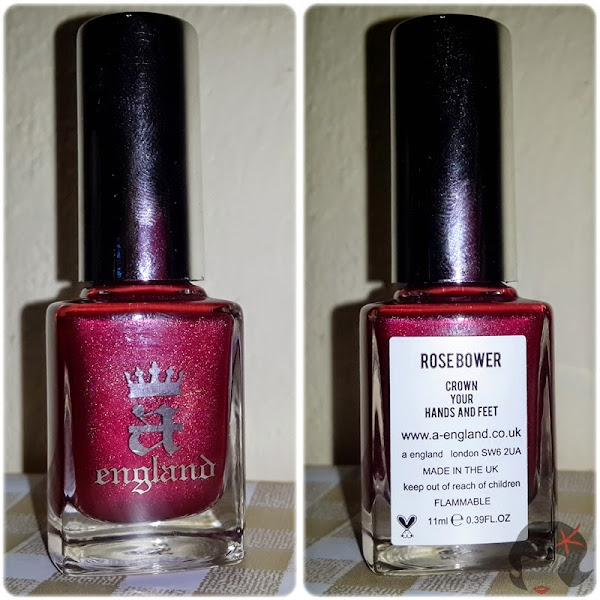 a
england
ROSE BOWER
CROWN
YOUR
HANDS AND FEET
www.a-england.co.uk
a england london SW6 2UA
MADE IN THE UK
keep out of reach of children
FLAMMABLE
11ml ℮ 0.39FL.OZ